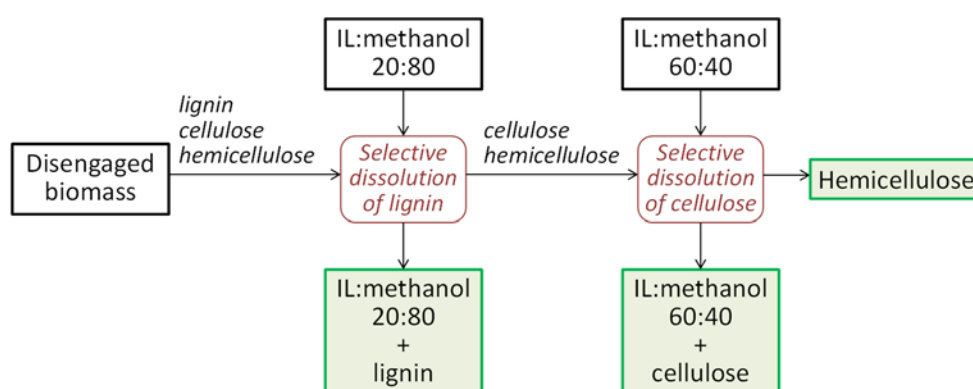 IL:methanol
20:80
IL:methanol
60:40
lignin
cellulose
hemicellulose
cellulose
hemicellulose
Disengaged
biomass
Selective
dissolution
of lignin
Selective
dissolution
of cellulose
Hemicellulose
IL:methanol
20:80
+
lignin
IL:methanol
60:40
+
cellulose